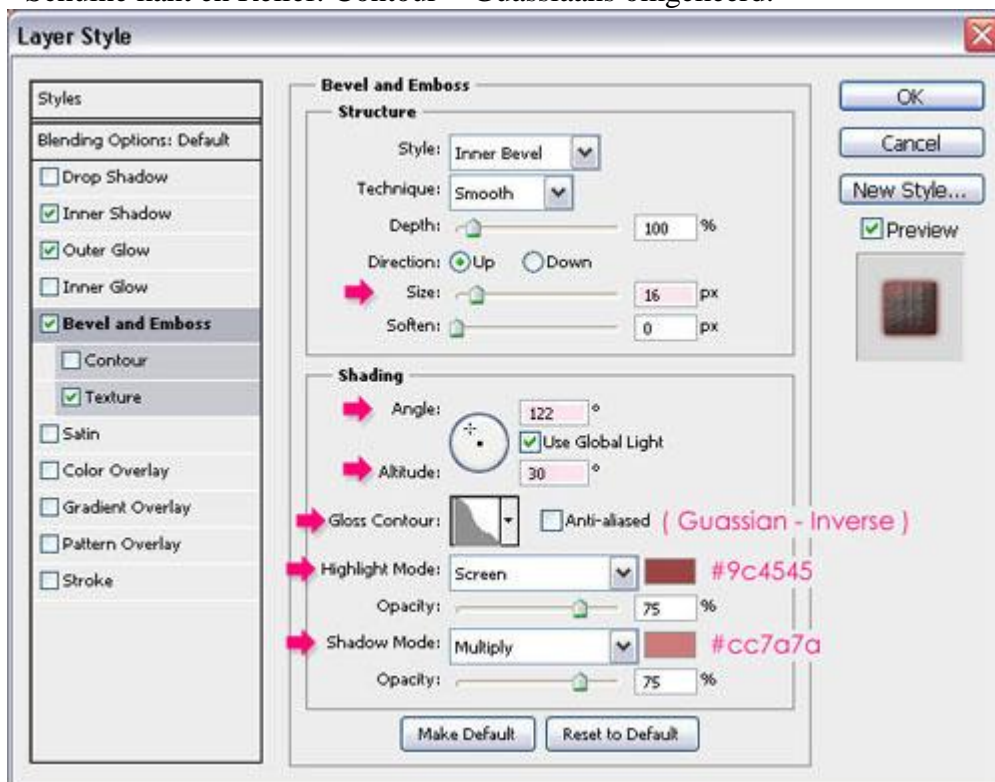 Schuine kant en Reliëf: Contour = Guassiaans omgekeerd.
Layer Style
Styles
Blending Options: Default
Drop Shadow
Inner Shadow
Outer Glow
Inner Glow
Bevel and Emboss
Contour
Texture
Satin
Color Overlay
Gradient Overlay
Pattern Overlay
Stroke
Bevel and Emboss
Structure
Style: Inner Bevel
Technique: Smooth
Depth: 100 %
Direction: Up Down
Size: 16 px
Soften: 0 px
Shading
Angle: 122 °
Use Global Light
Altitude: 30 °
Gloss Contour: Anti-aliased ( Guassian - Inverse )
Highlight Mode: Screen #9c4545
Opacity: 75 %
Shadow Mode: Multiply #cc7a7a
Opacity: 75 %
Make Default Reset to Default
OK
Cancel
New Style...
Preview